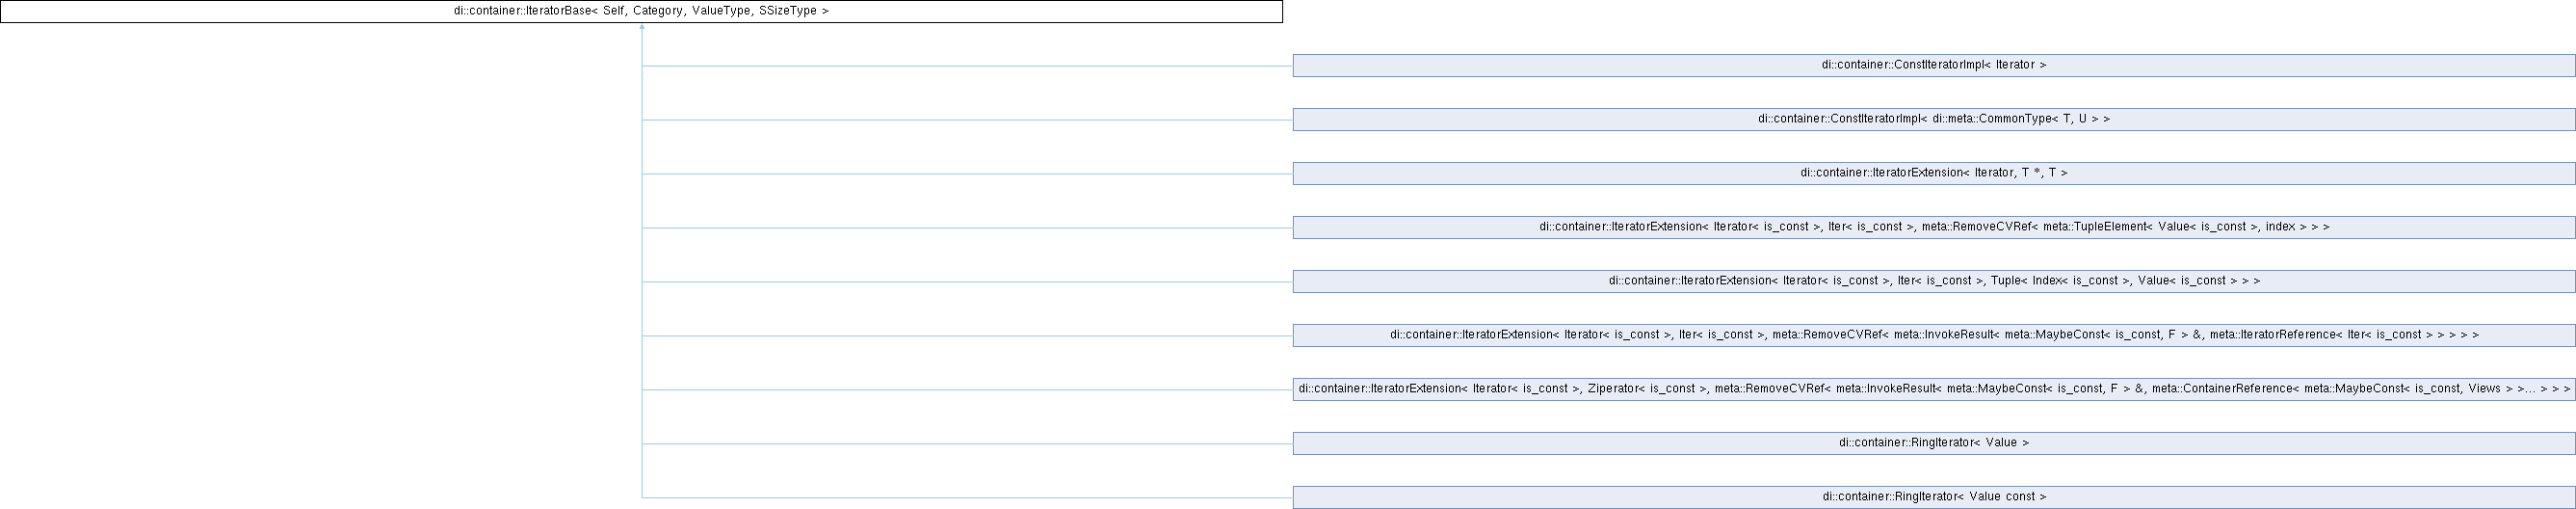 di::container::IteratorBase< Self, Category, ValueType, SSizeType >
di::container::ConstIteratorImpl< Iterator >
di::container::ConstIteratorImpl< di::meta::CommonType< T, U > >
di::container::IteratorExtension< Iterator, T *, T >
di::container::IteratorExtension< Iterator< is_const >, Iter< is_const >, meta::RemoveCVRef< meta::TupleElement< Value< is_const >, index > > >
di::container::IteratorExtension< Iterator< is_const >, Iter< is_const >, Tuple< Index< is_const >, Value< is_const > > >
di::container::IteratorExtension< Iterator< is_const >, Iter< is_const >, meta::RemoveCVRef< meta::InvokeResult< meta::MaybeConst< is_const, F > &, meta::IteratorReference< Iter< is_const > > > > >
di::container::IteratorExtension< Iterator< is_const >, Ziperator< is_const >, meta::RemoveCVRef< meta::InvokeResult< meta::MaybeConst< is_const, F > &, meta::ContainerReference< meta::MaybeConst< is_const, Views > >... > > >
di::container::RingIterator< Value >
di::container::RingIterator< Value const >